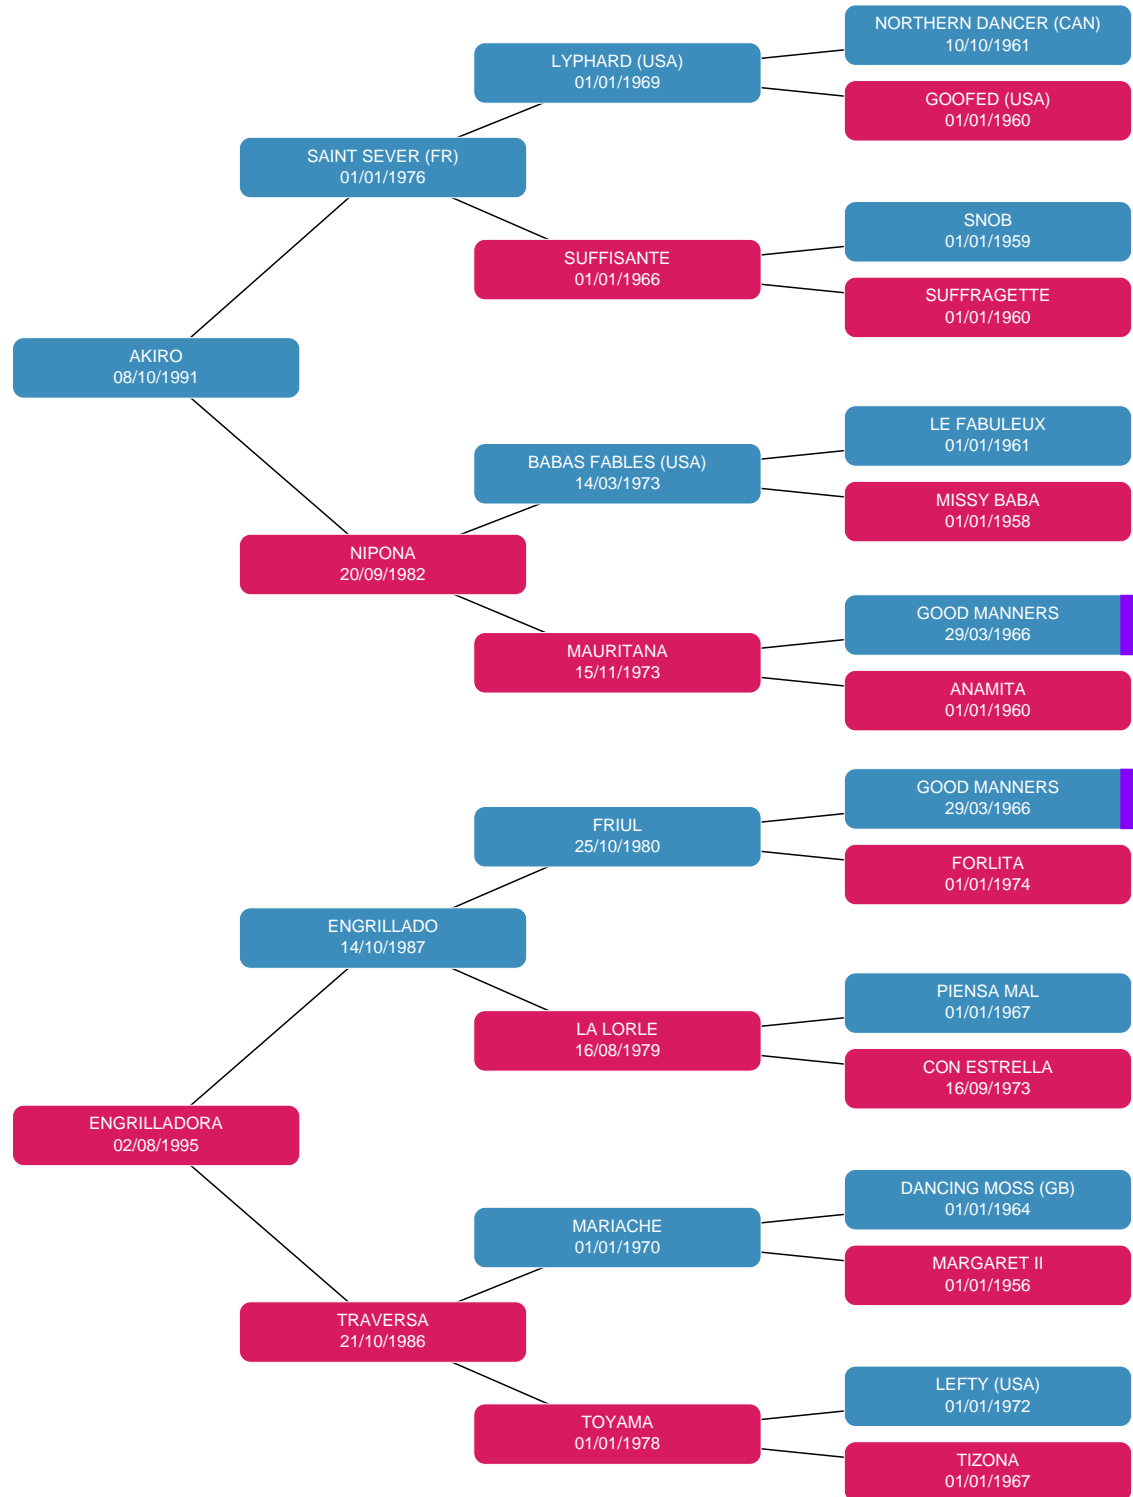 NORTHERN DANCER (CAN)
10/10/1961
LYPHARD (USA)
01/01/1969
GOOFED (USA)
01/01/1960
SAINT SEVER (FR)
01/01/1976
SNOB
01/01/1959
SUFFISANTE
01/01/1966
SUFFRAGETTE
01/01/1960
AKIRO
08/10/1991
LE FABULEUX
01/01/1961
BABAS FABLES (USA)
14/03/1973
MISSY BABA
01/01/1958
NIPONA
20/09/1982
GOOD MANNERS
29/03/1966
MAURITANA
15/11/1973
ANAMITA
01/01/1960
GOOD MANNERS
29/03/1966
FRIUL
25/10/1980
FORLITA
01/01/1974
ENGRILLADO
14/10/1987
PIENSA MAL
01/01/1967
LA LORLE
16/08/1979
CON ESTRELLA
16/09/1973
ENGRILLADORA
02/08/1995
DANCING MOSS (GB)
01/01/1964
MARIACHE
01/01/1970
MARGARET II
01/01/1956
TRAVERSA
21/10/1986
LEFTY (USA)
01/01/1972
TOYAMA
01/01/1978
TIZONA
01/01/1967